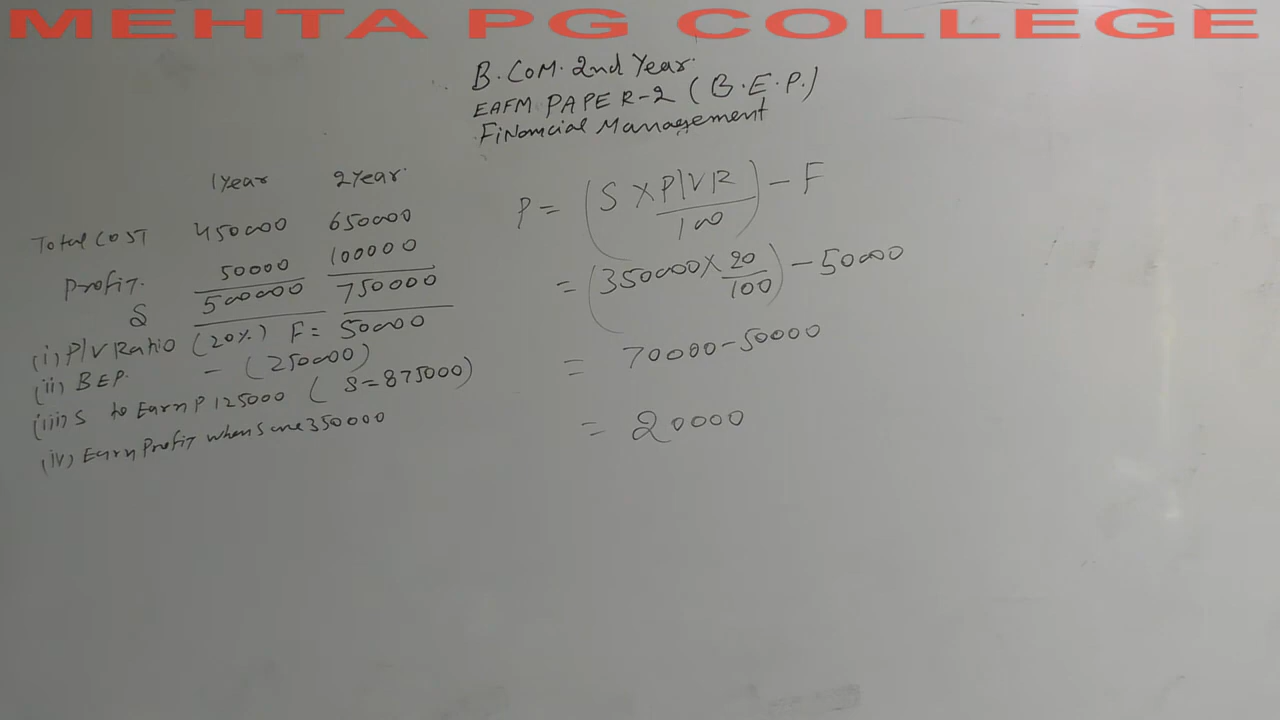 MEHTA PG COLLEGE
B.COM. 2nd Year.
EAFM PAPER-2 (B.E.P.)
Financial Management
1Year 2Year.
Total COST 450000 650000
Profit. 50000 100000
S 500000 750000
(i) P/V Ratio (20%) F= 50000
(ii) BEP. - (250000)
(iii) S to Earn P 125000 ( S=875000)
(iv) Earn Profit when S are 350000
P = (S X P/VR / 100) - F
= (350000 X 20/100) - 50000
= 70000-50000
= 20000